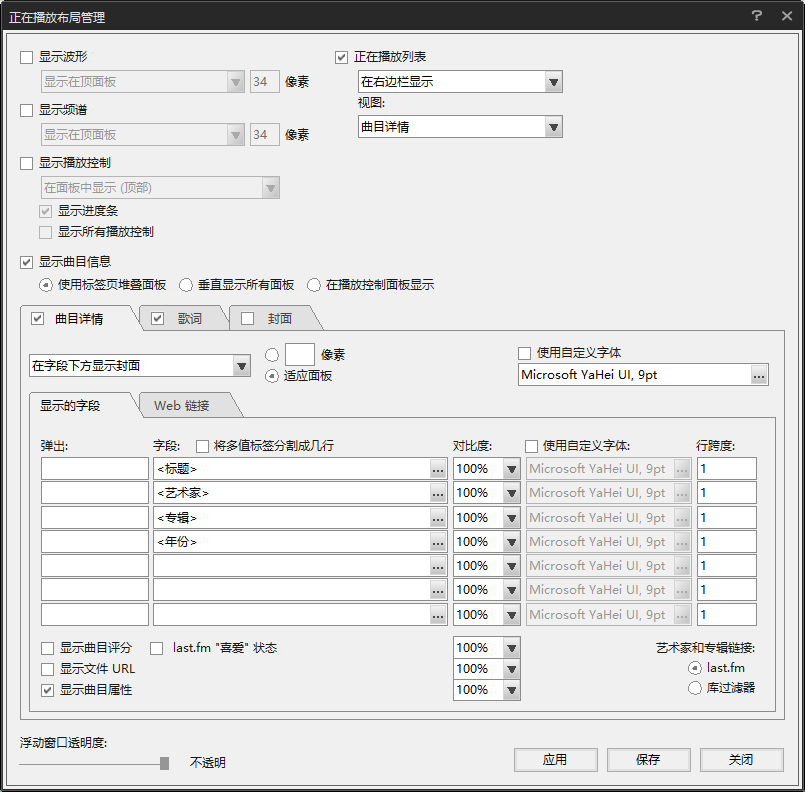 正在播放布局管理
显示波形
显示在顶面板 34 像素
显示频谱
显示在顶面板 34 像素
显示播放控制
在面板中显示 (顶部)
显示进度条
显示所有播放控制
正在播放列表
在右边栏显示
视图:
曲目详情
显示曲目信息
使用标签页堆叠面板 垂直显示所有面板 在播放控制面板显示
曲目详情 歌词 封面
在字段下方显示封面
像素
适应面板
使用自定义字体
Microsoft YaHei UI, 9pt ...
显示的字段 Web 链接
弹出: 字段: 将多值标签分割成几行 对比度: 使用自定义字体: 行跨度:
<标题> ... 100% Microsoft YaHei UI, 9pt ... 1
<艺术家> ... 100% Microsoft YaHei UI, 9pt ... 1
<专辑> ... 100% Microsoft YaHei UI, 9pt ... 1
<年份> ... 100% Microsoft YaHei UI, 9pt ... 1
... 100% Microsoft YaHei UI, 9pt ... 1
... 100% Microsoft YaHei UI, 9pt ... 1
... 100% Microsoft YaHei UI, 9pt ... 1
显示曲目评分 last.fm "喜爱" 状态 100%
显示文件 URL 100%
显示曲目属性 100%
艺术家和专辑链接:
last.fm
库过滤器
浮动窗口透明度:
不透明
应用 保存 关闭